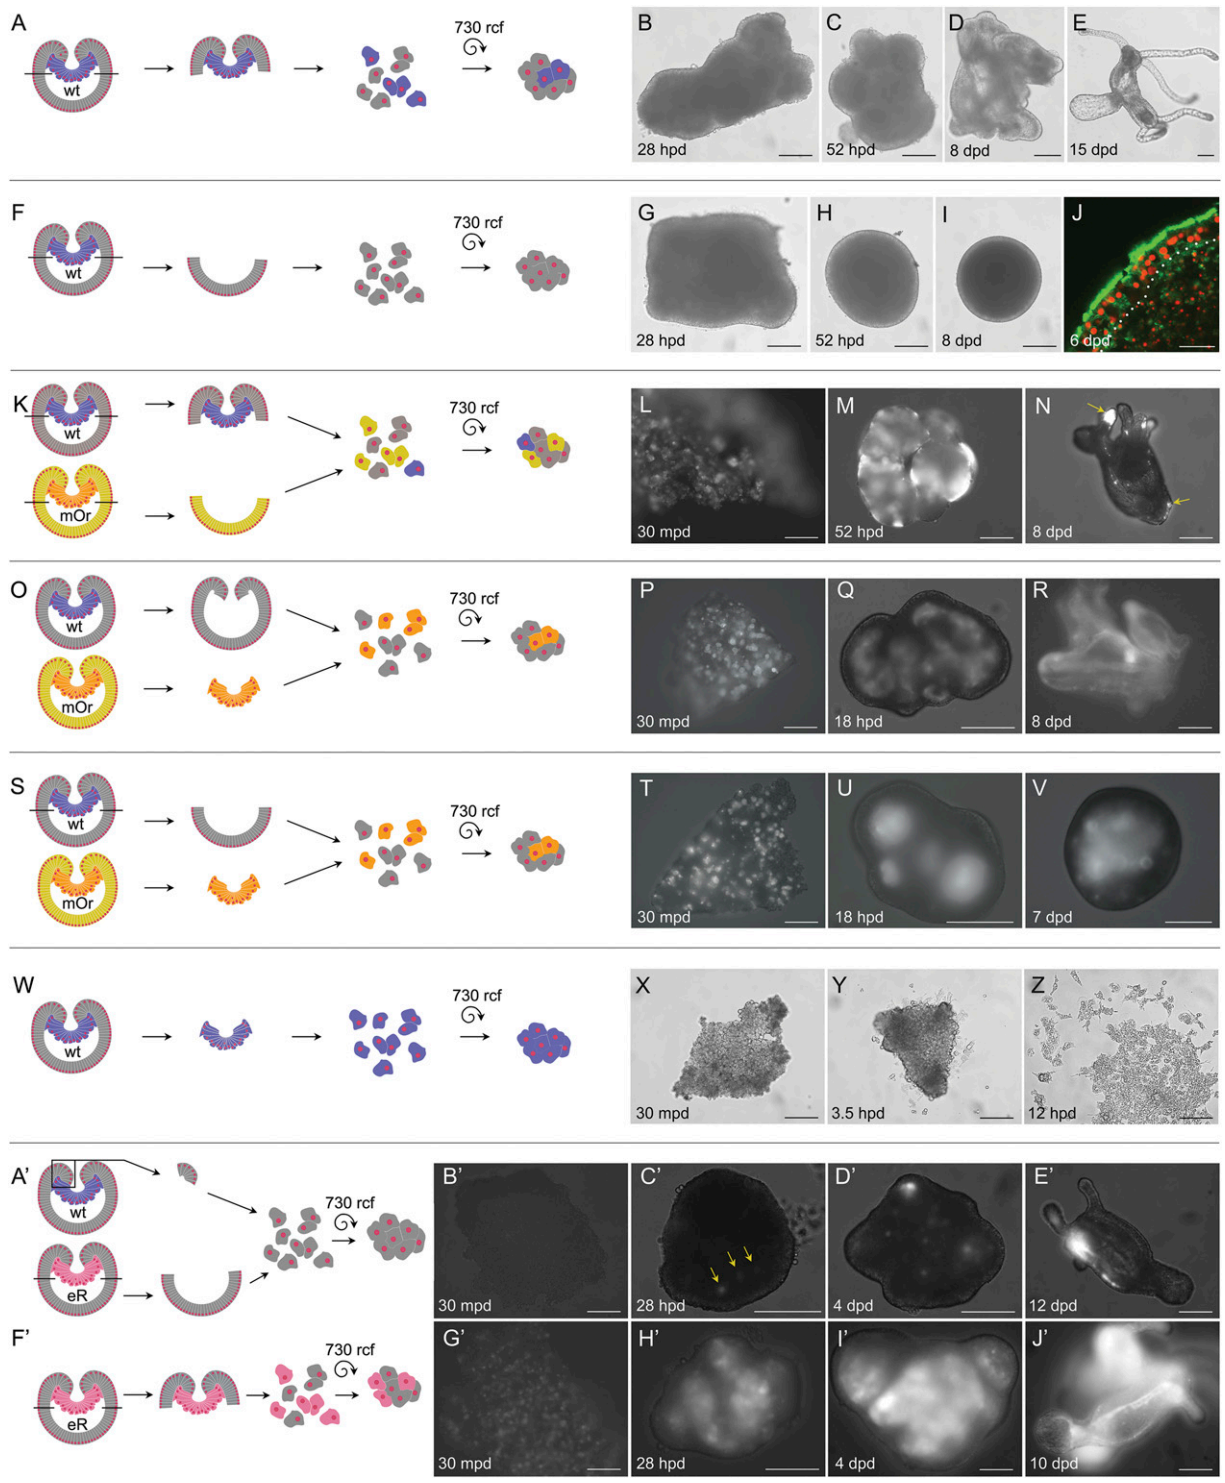 A
wt
730 rcf
B
28 hpd
C
52 hpd
D
8 dpd
E
15 dpd
F
wt
730 rcf
G
28 hpd
H
52 hpd
I
8 dpd
J
6 dpd
K
wt
mOr
730 rcf
L
30 mpd
M
52 hpd
N
8 dpd
O
wt
mOr
730 rcf
P
30 mpd
Q
18 hpd
R
8 dpd
S
wt
mOr
730 rcf
T
30 mpd
U
18 hpd
V
7 dpd
W
wt
730 rcf
X
30 mpd
Y
3.5 hpd
Z
12 hpd
A'
wt
eR
730 rcf
B'
30 mpd
C'
28 hpd
D'
4 dpd
E'
12 dpd
F'
eR
730 rcf
G'
30 mpd
H'
28 hpd
I'
4 dpd
J'
10 dpd